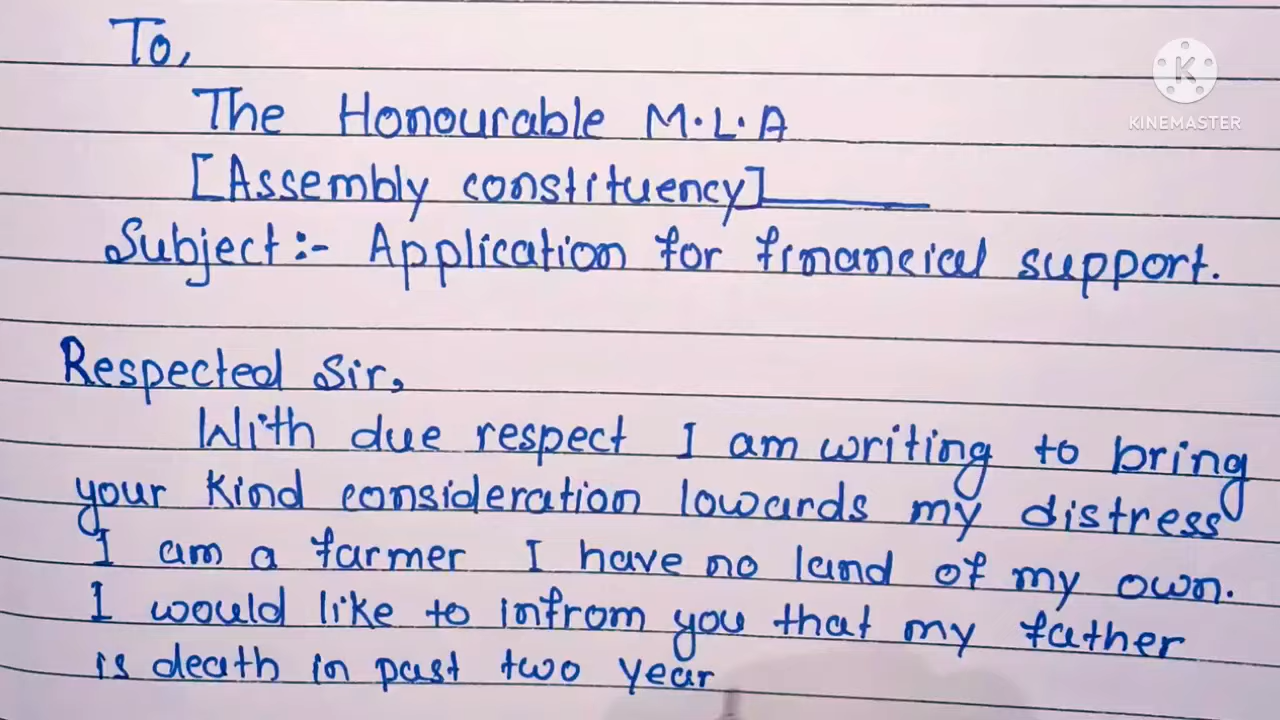 To,
The Honourable M.L.A
[Assembly constituency]
Subject:- Application for financial support.
Respected Sir,
With due respect I am writing to bring
your kind consideration lowards my distress
I am a farmer I have no land of my own.
I would like to infrom you that my father
is death in past two year
K
KINEMASTER